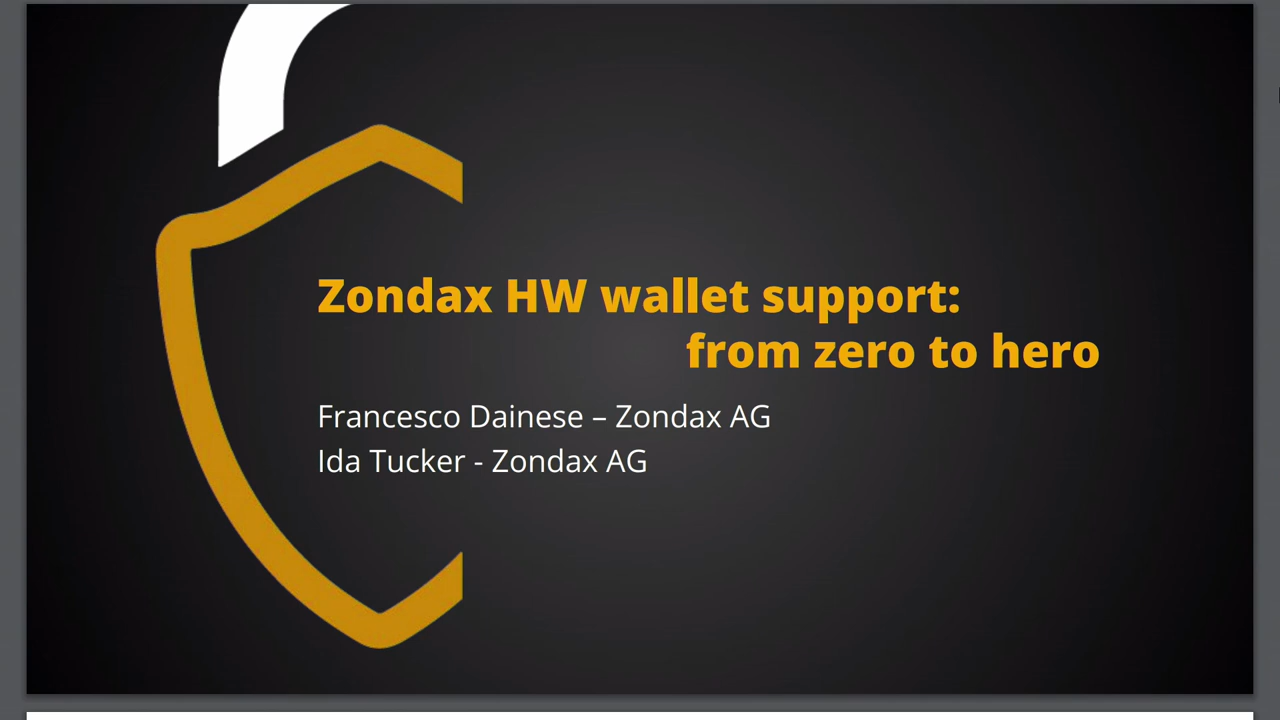 Zondax HW wallet support:
from zero to hero
Francesco Dainese – Zondax AG
Ida Tucker - Zondax AG